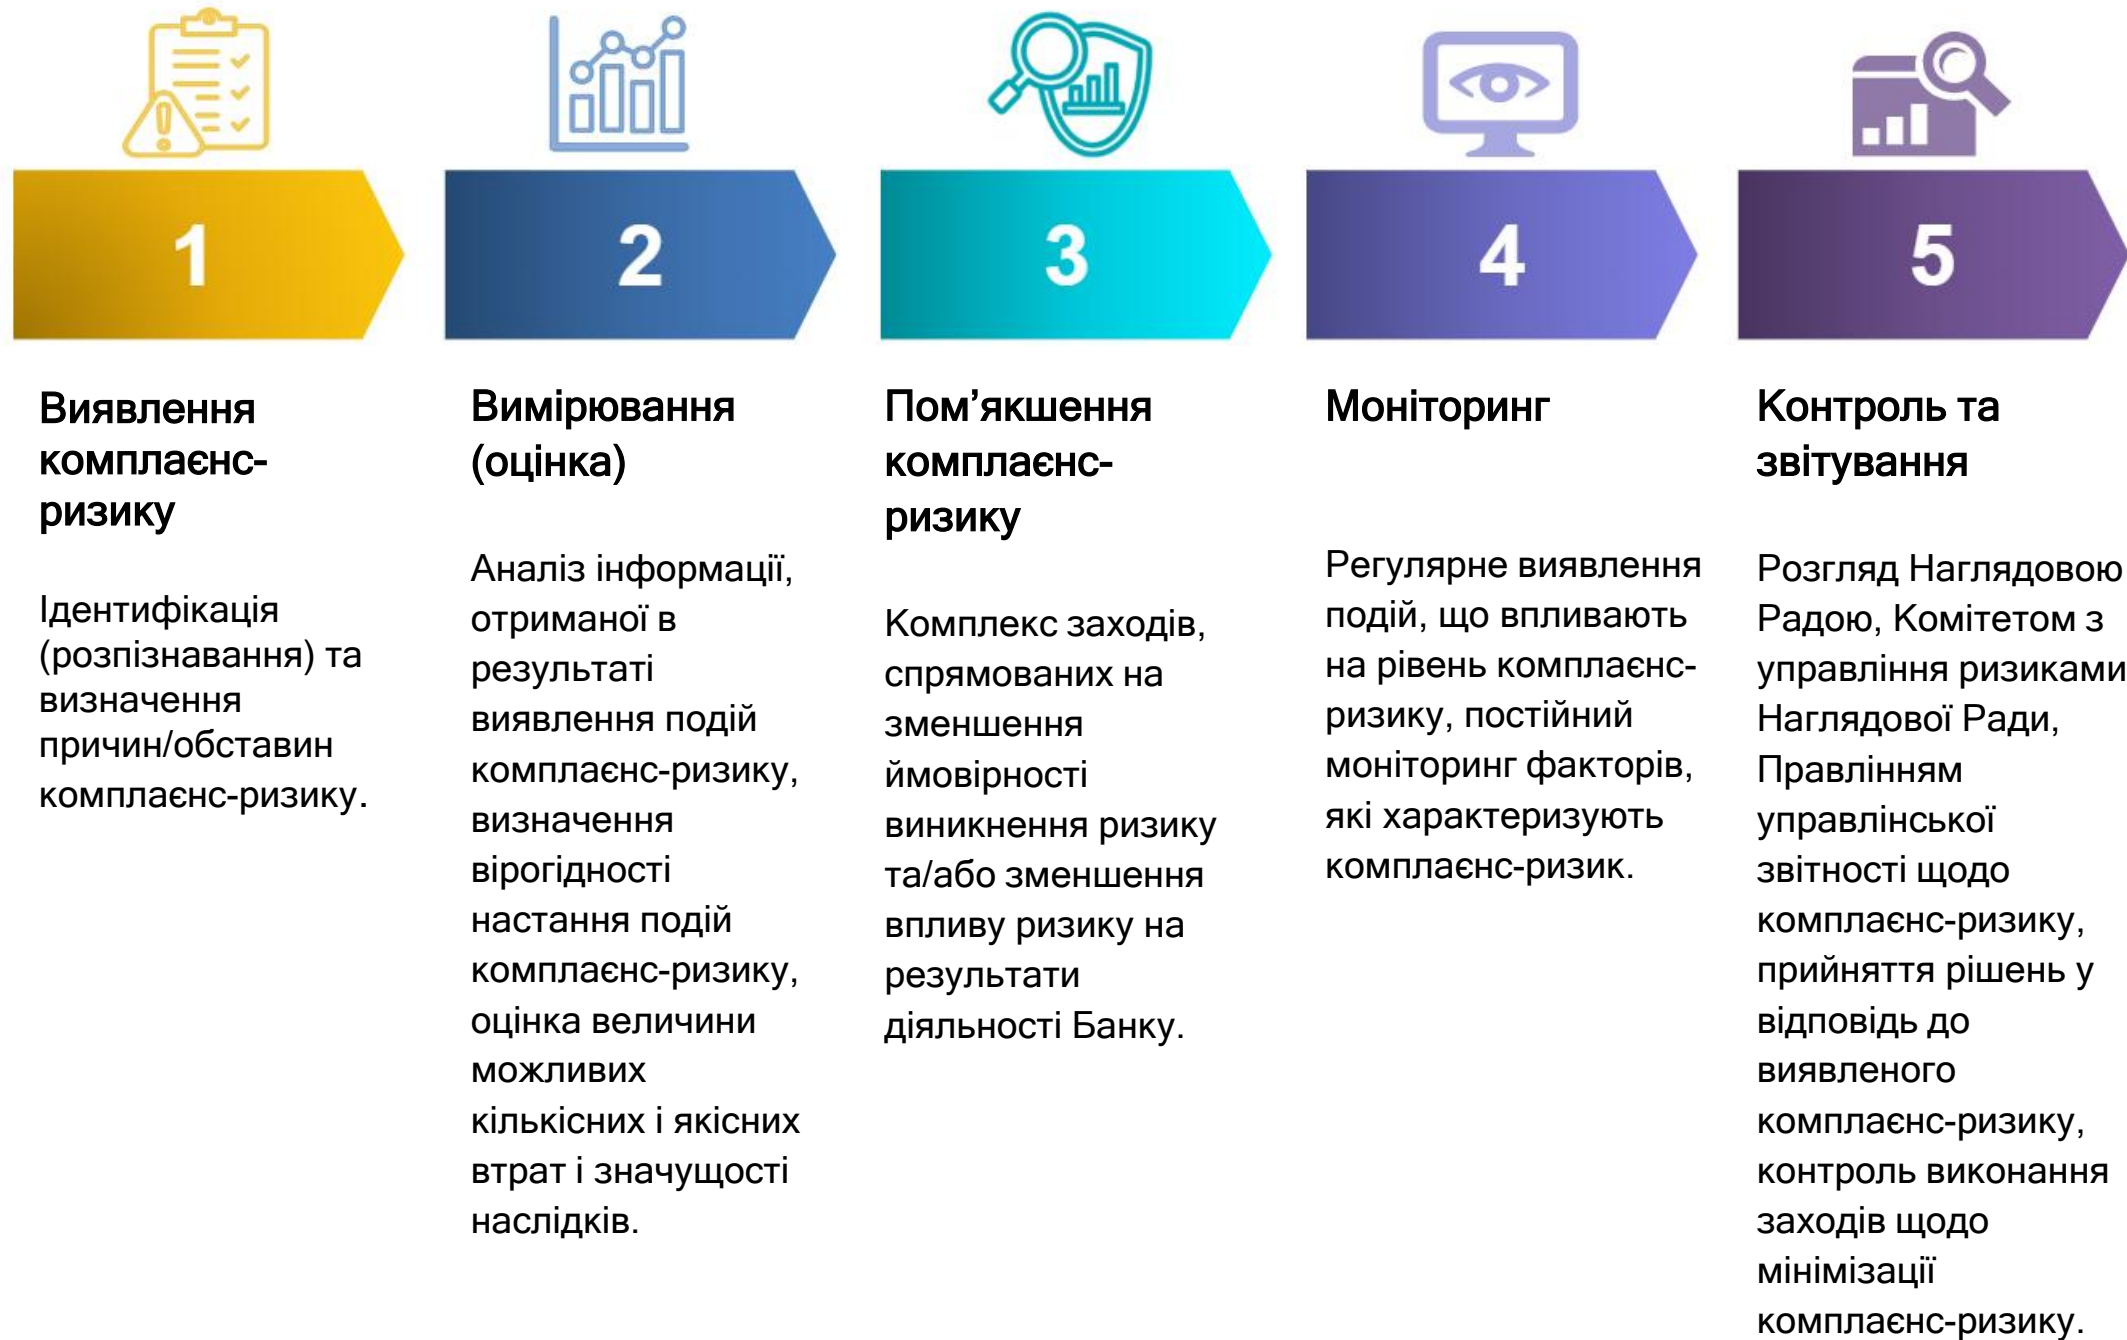 1
Виявлення
комплаєнс-
ризику
Ідентифікація
(розпізнавання) та
визначення
причин/обставин
комплаєнс-ризику.
2
Вимірювання
(оцінка)
Аналіз інформації,
отриманої в
результаті
виявлення подій
комплаєнс-ризику,
визначення
вірогідності
настання подій
комплаєнс-ризику,
оцінка величини
можливих
кількісних і якісних
втрат і значущості
наслідків.
3
Пом’якшення
комплаєнс-
ризику
Комплекс заходів,
спрямованих на
зменшення
ймовірності
виникнення ризику
та/або зменшення
впливу ризику на
результати
діяльності Банку.
4
Моніторинг
Регулярне виявлення
подій, що впливають
на рівень комплаєнс-
ризику, постійний
моніторинг факторів,
які характеризують
комплаєнс-ризик.
5
Контроль та
звітування
Розгляд Наглядовою
Радою, Комітетом з
управління ризиками
Наглядової Ради,
Правлінням
управлінської
звітності щодо
комплаєнс-ризику,
прийняття рішень у
відповідь до
виявленого
комплаєнс-ризику,
контроль виконання
заходів щодо
мінімізації
комплаєнс-ризику.